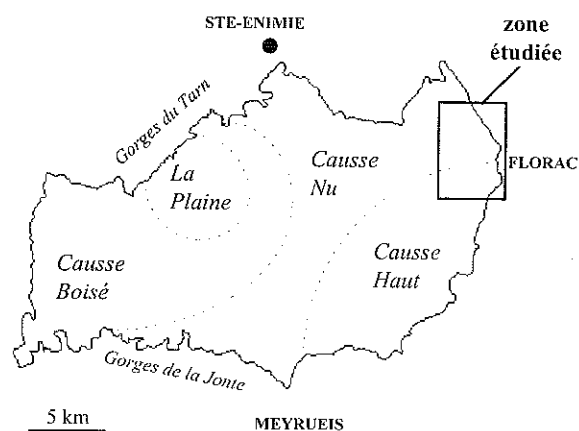 STE-ENIMIE
zone
étudiée
Gorges du Tarn
La
Plaine
Causse
Nu
FLORAC
Causse
Boisé
Causse
Haut
Gorges de la Jonte
5 km
MEYRUEIS